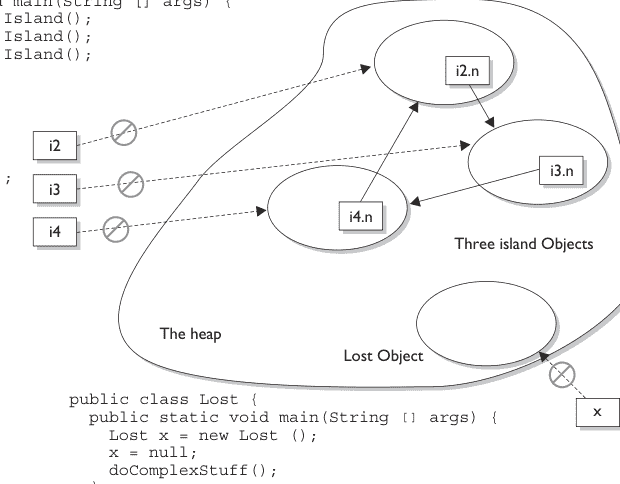 main(String [] args) {
Island();
Island();
Island();
i2.n
i2
i3.n
;
i3
i4.n
i4
Three island Objects
The heap
Lost Object
x
public class Lost {
public static void main(String [] args) {
Lost x = new Lost ();
x = null;
doComplexStuff();